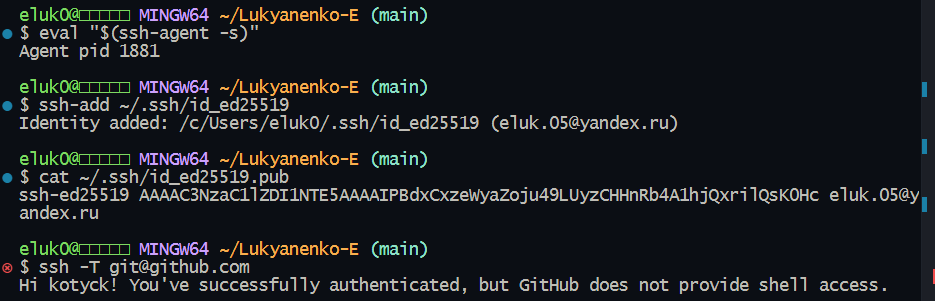 eluk0@□□□□□ MINGW64 ~/Lukyanenko-E (main)
$ eval "$(ssh-agent -s)"
Agent pid 1881
eluk0@□□□□□ MINGW64 ~/Lukyanenko-E (main)
$ ssh-add ~/.ssh/id_ed25519
Identity added: /c/Users/eluk0/.ssh/id_ed25519 (eluk.05@yandex.ru)
eluk0@□□□□□ MINGW64 ~/Lukyanenko-E (main)
$ cat ~/.ssh/id_ed25519.pub
ssh-ed25519 AAAAC3NzaC1lZDI1NTE5AAAAIPBdxCxzeWyaZoju49LUyzCHHnRb4A1hjQxrilQsK0Hc eluk.05@y
andex.ru
eluk0@□□□□□ MINGW64 ~/Lukyanenko-E (main)
$ ssh -T git@github.com
Hi kotyck! You've successfully authenticated, but GitHub does not provide shell access.